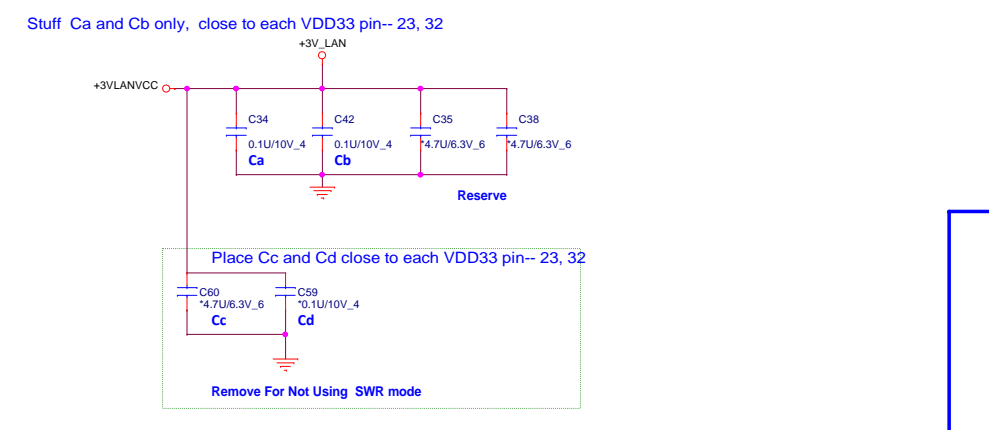 Stuff Ca and Cb only, close to each VDD33 pin-- 23, 32
+3V_LAN
+3VLANVCC
C34
C42
C35
C38
0.1U/10V_4
0.1U/10V_4
*4.7U/6.3V_6
*4.7U/6.3V_6
Ca
Cb
Reserve
Place Cc and Cd close to each VDD33 pin-- 23, 32
C60
C59
*4.7U/6.3V_6
*0.1U/10V_4
Cc
Cd
Remove For Not Using SWR mode